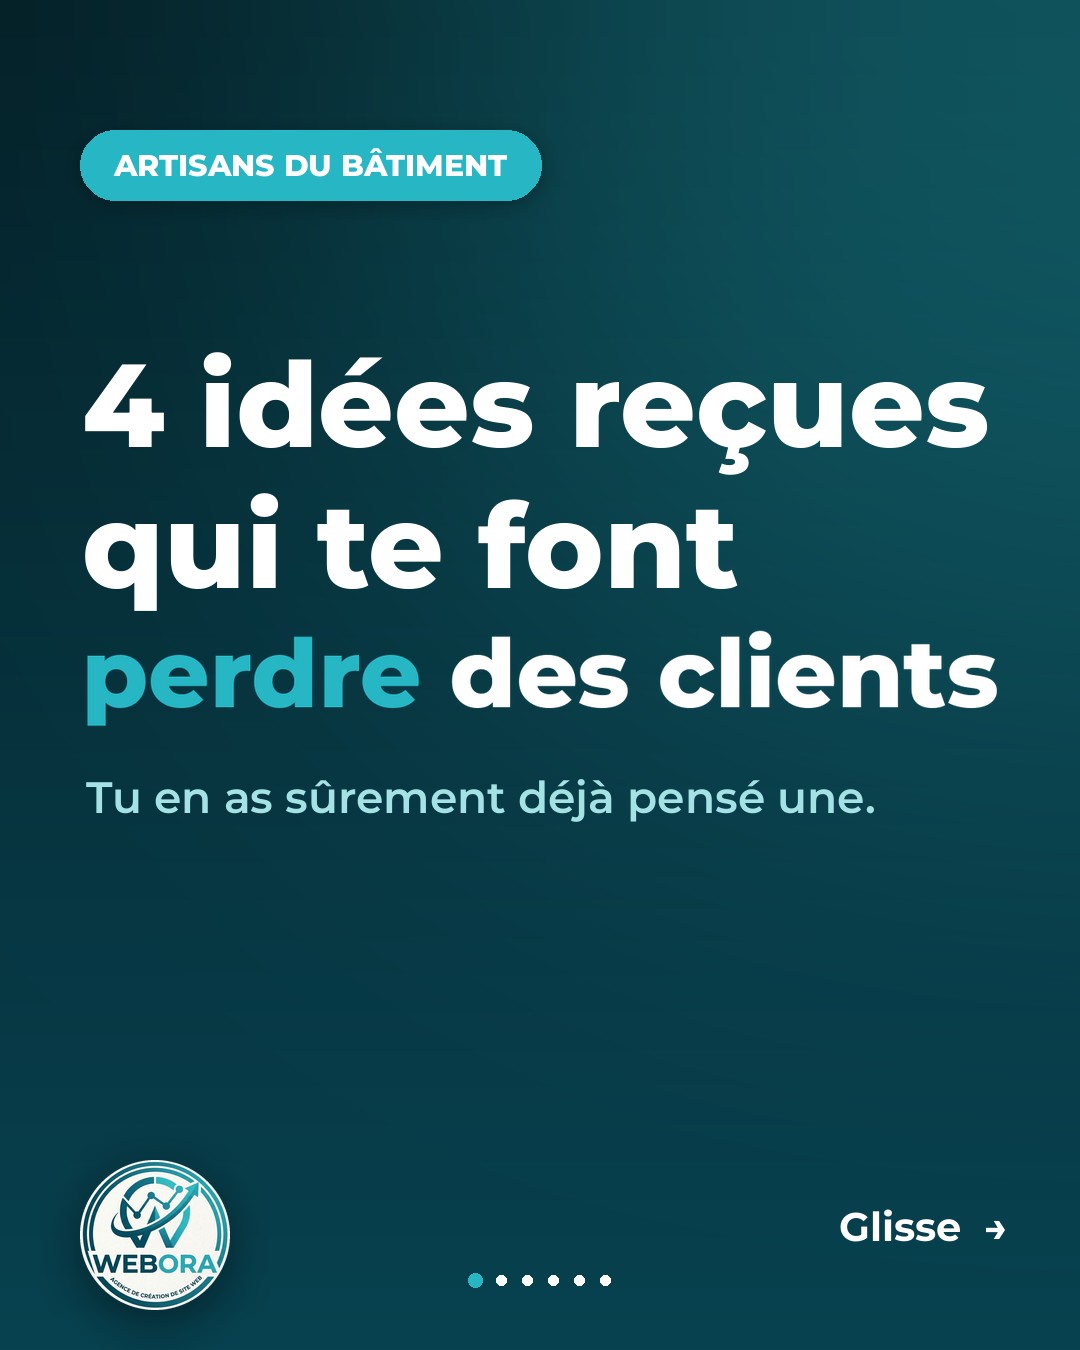 ARTISANS DU BÂTIMENT
4 idées reçues
qui te font
perdre des clients
Tu en as sûrement déjà pensé une.
Glisse →
WEBORA
AGENCE DE CRÉATION DE SITE WEB